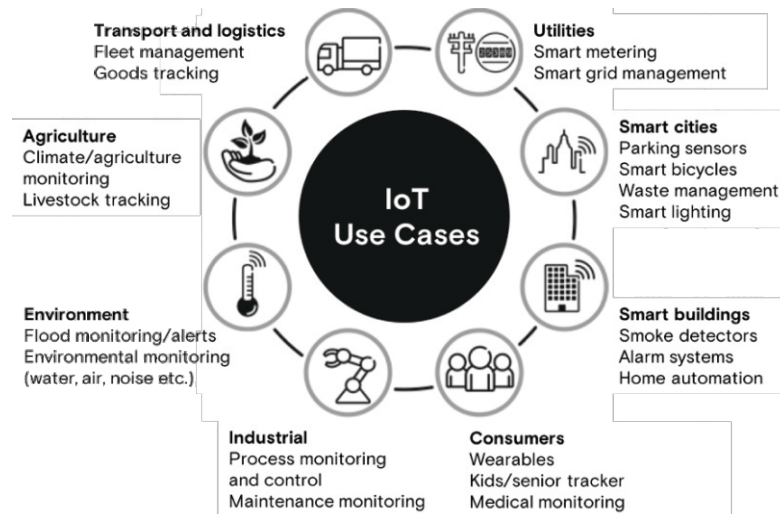 Transport and logistics
Fleet management
Goods tracking
Utilities
Smart metering
Smart grid management
Agriculture
Climate/agriculture
monitoring
Livestock tracking
Smart cities
Parking sensors
Smart bicycles
Waste management
Smart lighting
IoT
Use Cases
Environment
Flood monitoring/alerts
Environmental monitoring
(water, air, noise etc.)
Smart buildings
Smoke detectors
Alarm systems
Home automation
Industrial
Process monitoring
and control
Maintenance monitoring
Consumers
Wearables
Kids/senior tracker
Medical monitoring